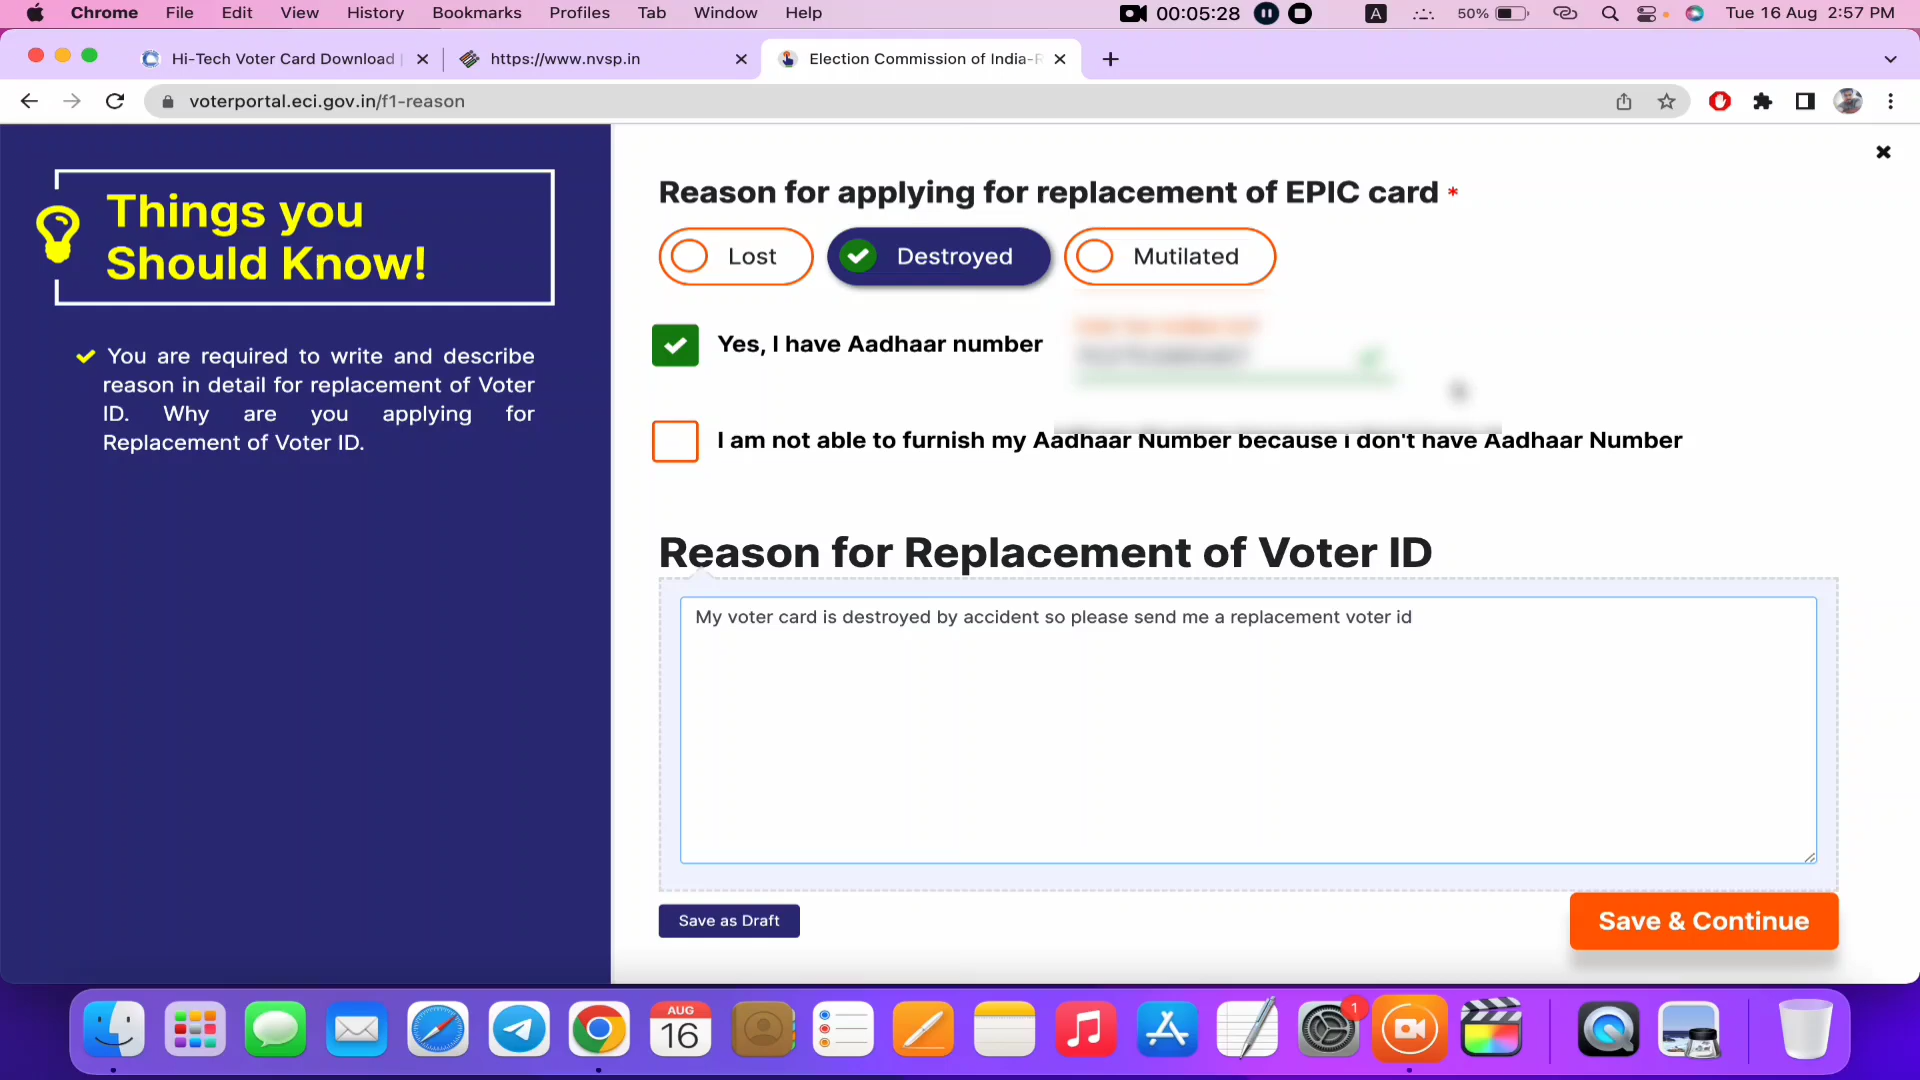 Chrome File Edit View History Bookmarks Profiles Tab Window Help 00:05:28 A 50% Tue 16 Aug 2:57 PM
Hi-Tech Voter Card Download https://www.nvsp.in Election Commission of India-R
voterportal.eci.gov.in/f1-reason
Things you
Should Know!
You are required to write and describe
reason in detail for replacement of Voter
ID. Why are you applying for
Replacement of Voter ID.
Reason for applying for replacement of EPIC card *
Lost Destroyed Mutilated
Yes, I have Aadhaar number
I am not able to furnish my Aadhaar Number because i don't have Aadhaar Number
Reason for Replacement of Voter ID
My voter card is destroyed by accident so please send me a replacement voter id
Save as Draft Save & Continue
AUG
16
1